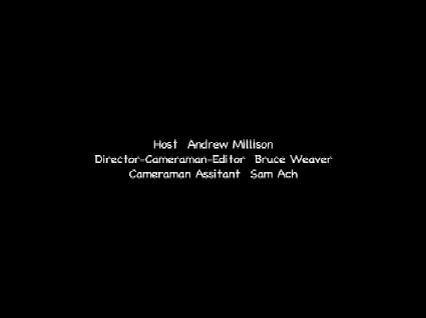 Host Andrew Millison
Director-Cameraman-Editor Bruce Weaver
Cameraman Assitant Sam Ach